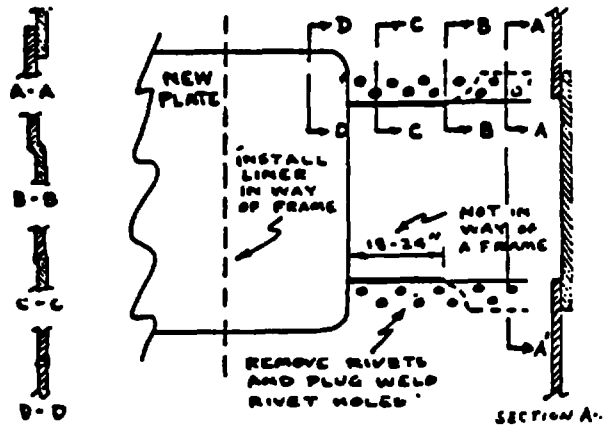 D
C
B
A
A-A
NEW
PLATE
D
C
B
A
INSTALL
LINER
IN WAY
OF FRAME
B-B
NOT IN
WAY OF
A FRAME
18-24"
C-C
A'
REMOVE RIVETS
AND PLUG WELD
RIVET HOLES
D-D
SECTION A-